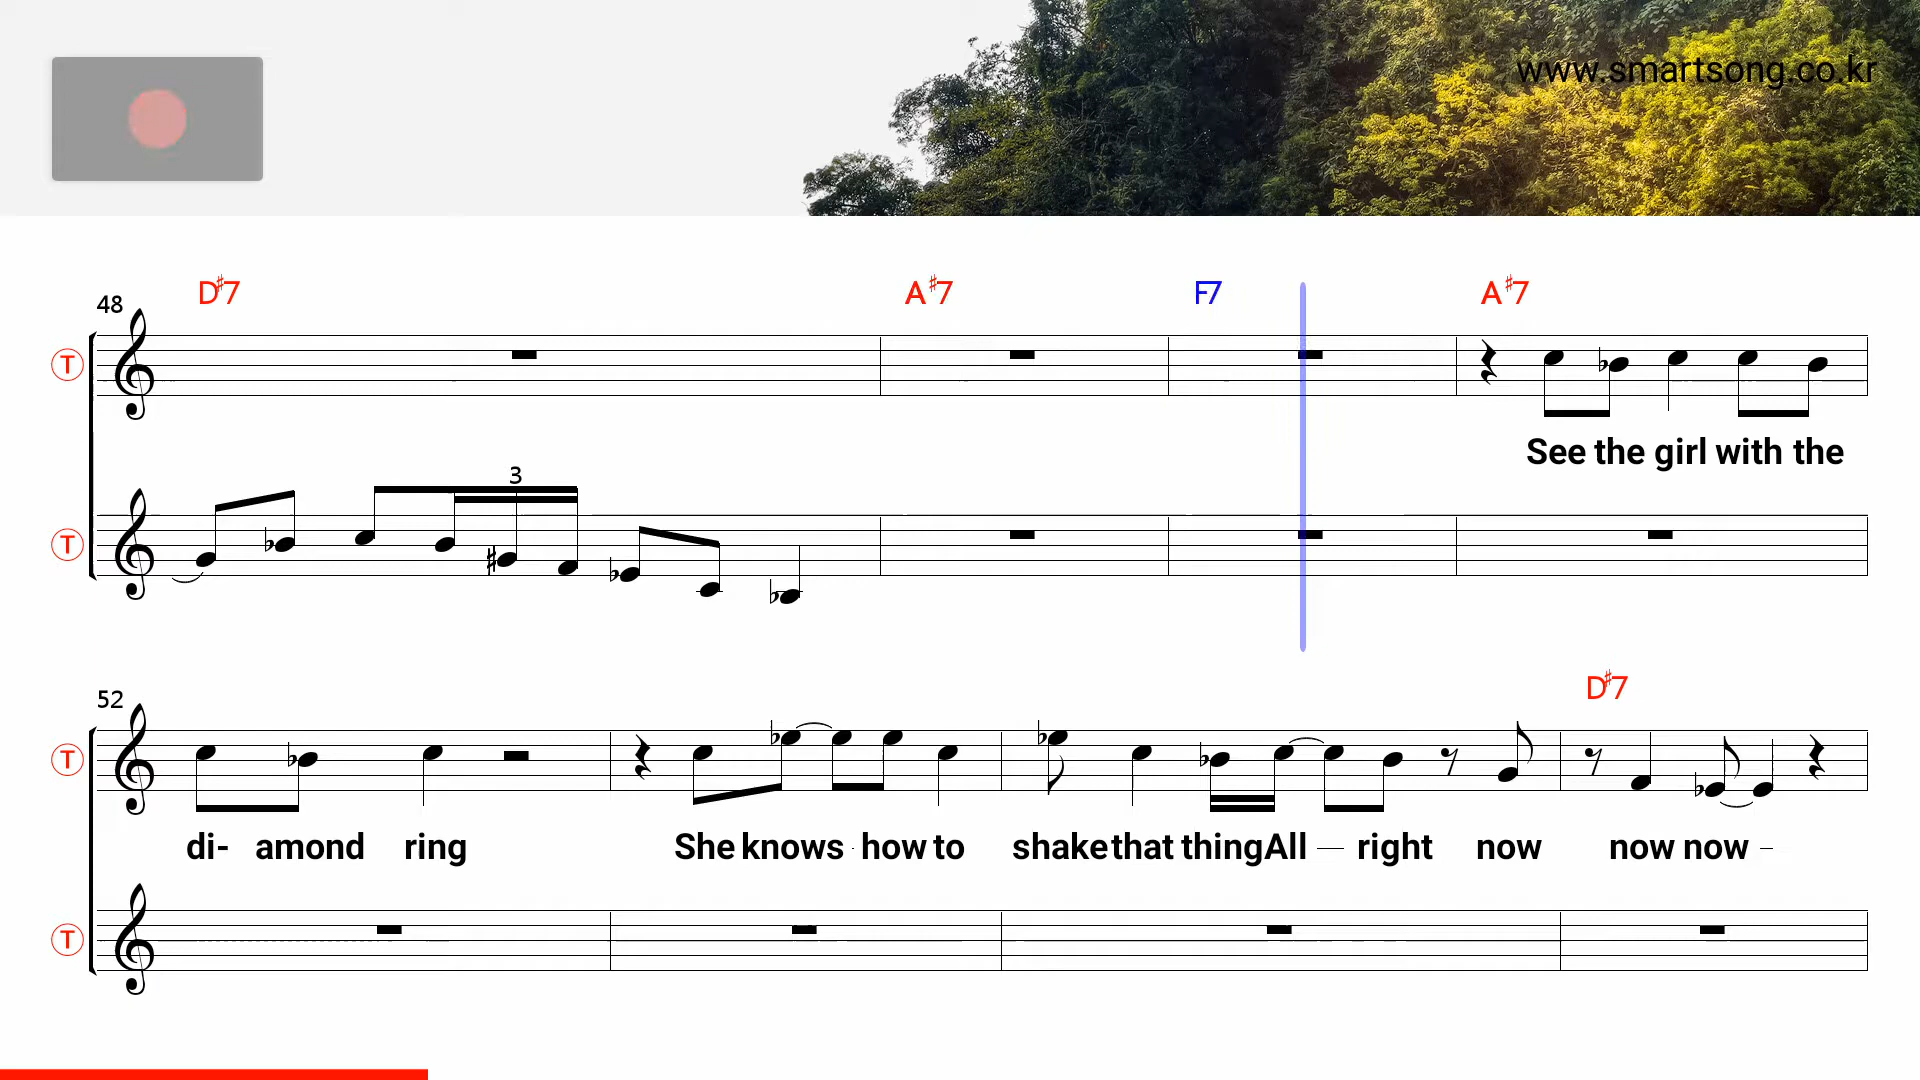 www.smartsong.co.kr
48 D♯7 A♯7 F7 A♯7
T
See the girl with the
3
T
52 D♯7
T
di- amond ring She knows how to shake that thing All right now now now
T